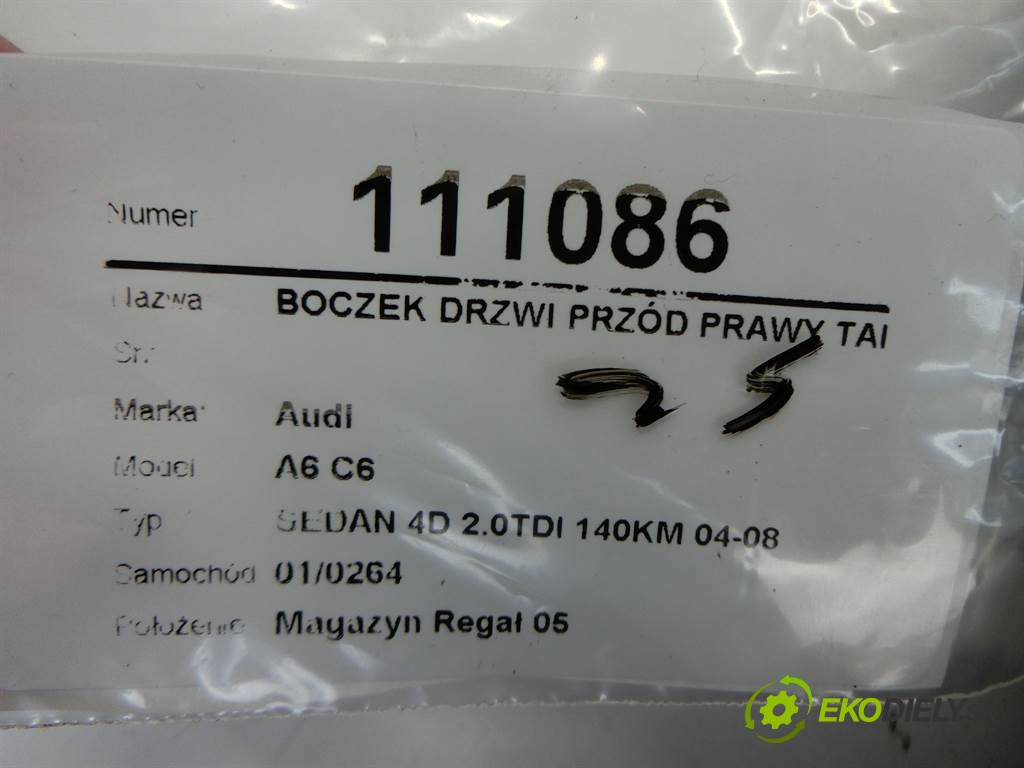 Numer 111086
Nazwa BOCZEK DRZWI PRZÓD PRAWY TAI
Sr.:
Marka: Audi
Model A6 C6
Typ SEDAN 4D 2.0TDI 140KM 04-08
Samochód 01/0264
Położenie Magazyn Regał 05
EKODIELY